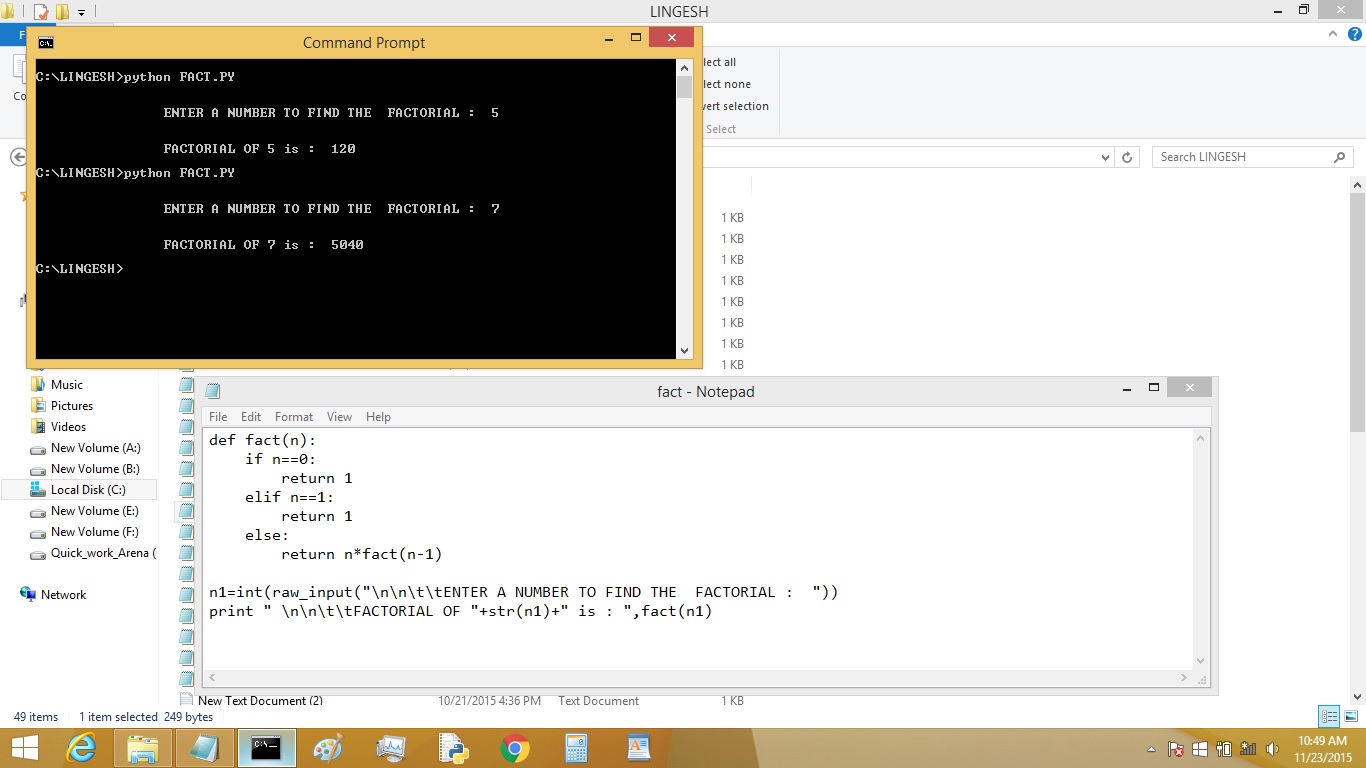 LINGESH
F
Command Prompt
C:\LINGESH>python FACT.PY
ENTER A NUMBER TO FIND THE  FACTORIAL :  5
FACTORIAL OF 5 is :  120
C:\LINGESH>python FACT.PY
ENTER A NUMBER TO FIND THE  FACTORIAL :  7
FACTORIAL OF 7 is :  5040
C:\LINGESH>
Co
lect all
lect none
vert selection
Select
Search LINGESH
1 KB
1 KB
1 KB
1 KB
1 KB
1 KB
1 KB
1 KB
Music
Pictures
Videos
New Volume (A:)
New Volume (B:)
Local Disk (C:)
New Volume (E:)
New Volume (F:)
Quick_work_Arena (
Network
fact - Notepad
File Edit Format View Help
def fact(n):
    if n==0:
        return 1
    elif n==1:
        return 1
    else:
        return n*fact(n-1)
n1=int(raw_input("\n\n\t\tENTER A NUMBER TO FIND THE  FACTORIAL :  "))
print " \n\n\t\tFACTORIAL OF "+str(n1)+" is : ",fact(n1)
New Text Document (2) 10/21/2015 4:36 PM Text Document 1 KB
49 items 1 item selected 249 bytes
C:\.
10:49 AM
11/23/2015